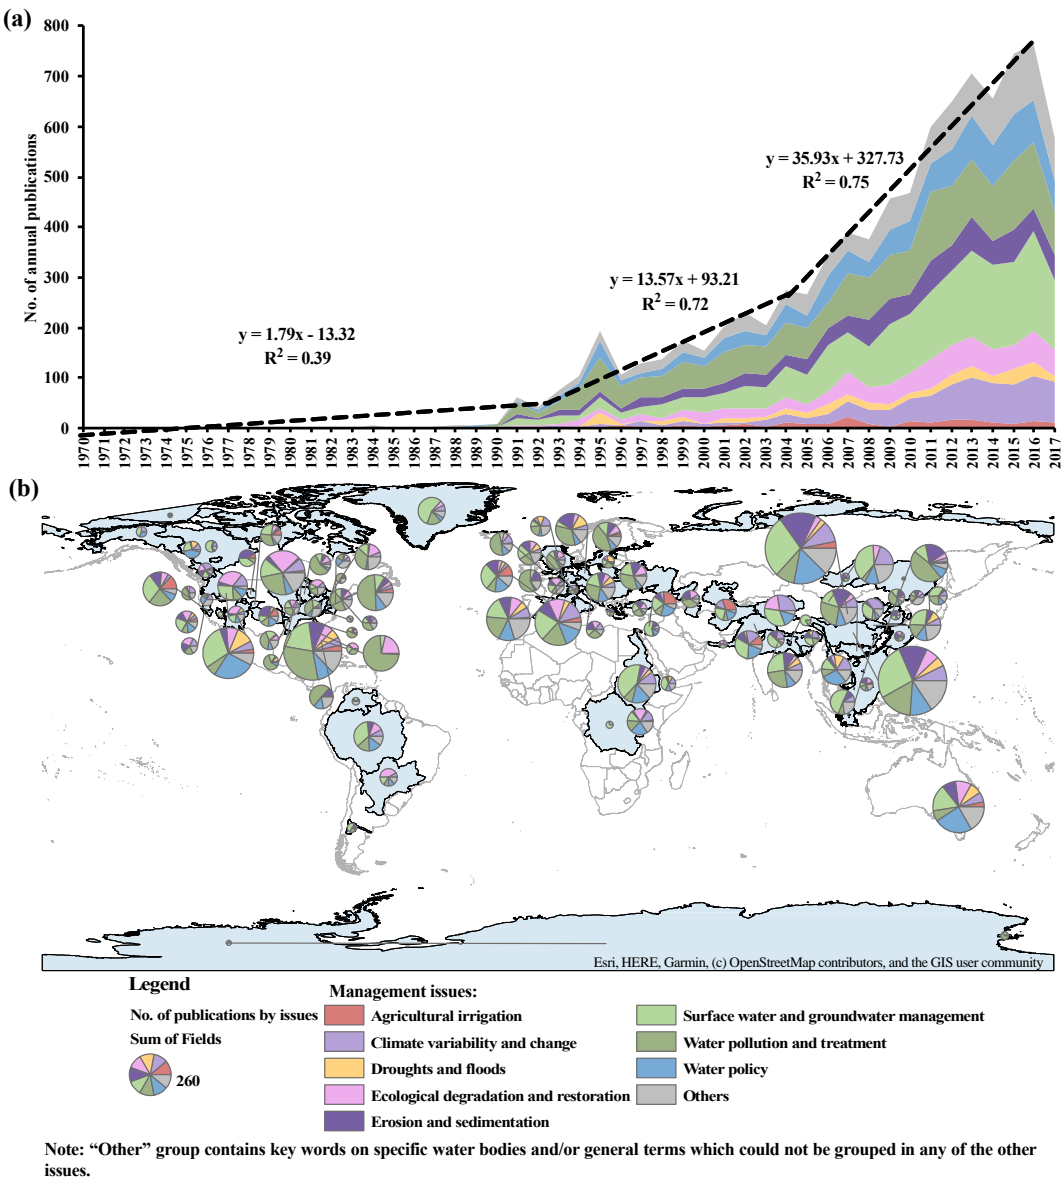 (a)
800
700
600
500
400
300
200
100
0
No. of annual publications
y = 1.79x - 13.32
R² = 0.39
y = 13.57x + 93.21
R² = 0.72
y = 35.93x + 327.73
R² = 0.75
1970
1971
1972
1973
1974
1975
1976
1977
1978
1979
1980
1981
1982
1983
1984
1985
1986
1987
1988
1989
1990
1991
1992
1993
1994
1995
1996
1997
1998
1999
2000
2001
2002
2003
2004
2005
2006
2007
2008
2009
2010
2011
2012
2013
2014
2015
2016
2017
(b)
Esri, HERE, Garmin, (c) OpenStreetMap contributors, and the GIS user community
Legend
No. of publications by issues
Sum of Fields
260
Management issues:
Agricultural irrigation
Climate variability and change
Droughts and floods
Ecological degradation and restoration
Erosion and sedimentation
Surface water and groundwater management
Water pollution and treatment
Water policy
Others
Note: “Other” group contains key words on specific water bodies and/or general terms which could not be grouped in any of the other
issues.